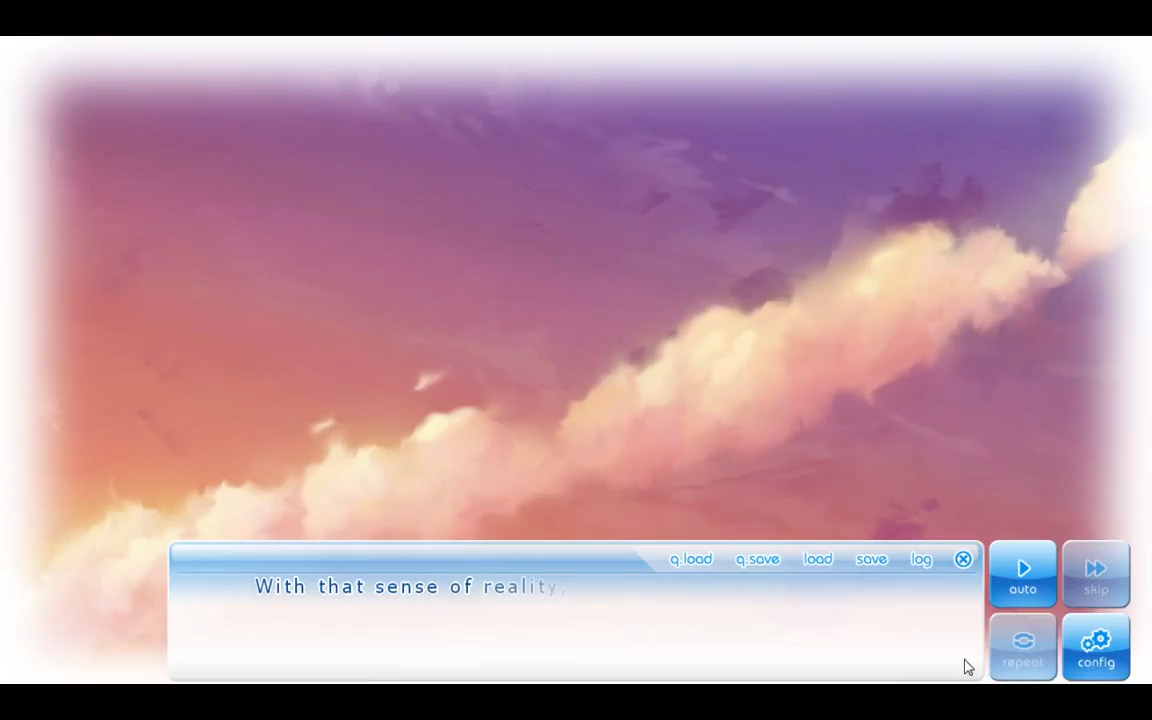 q.load q.save load save log
With that sense of reality,
auto
skip
repeat
config